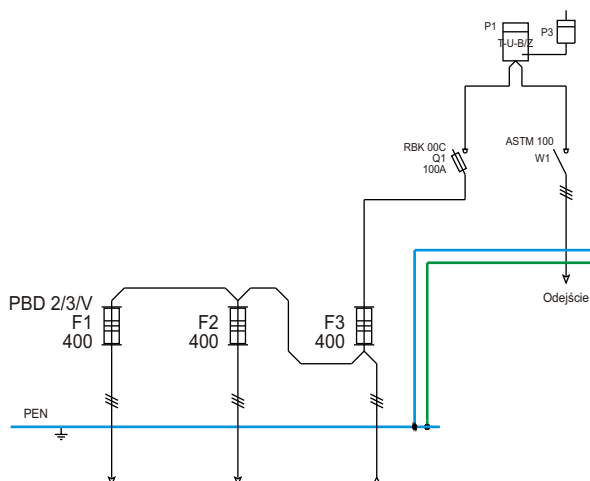 P1
T-U-B/Z
P3
RBK 00C
Q1
100A
ASTM 100
W1
Odejście
PBD 2/3/V
F1
400
F2
400
F3
400
PEN